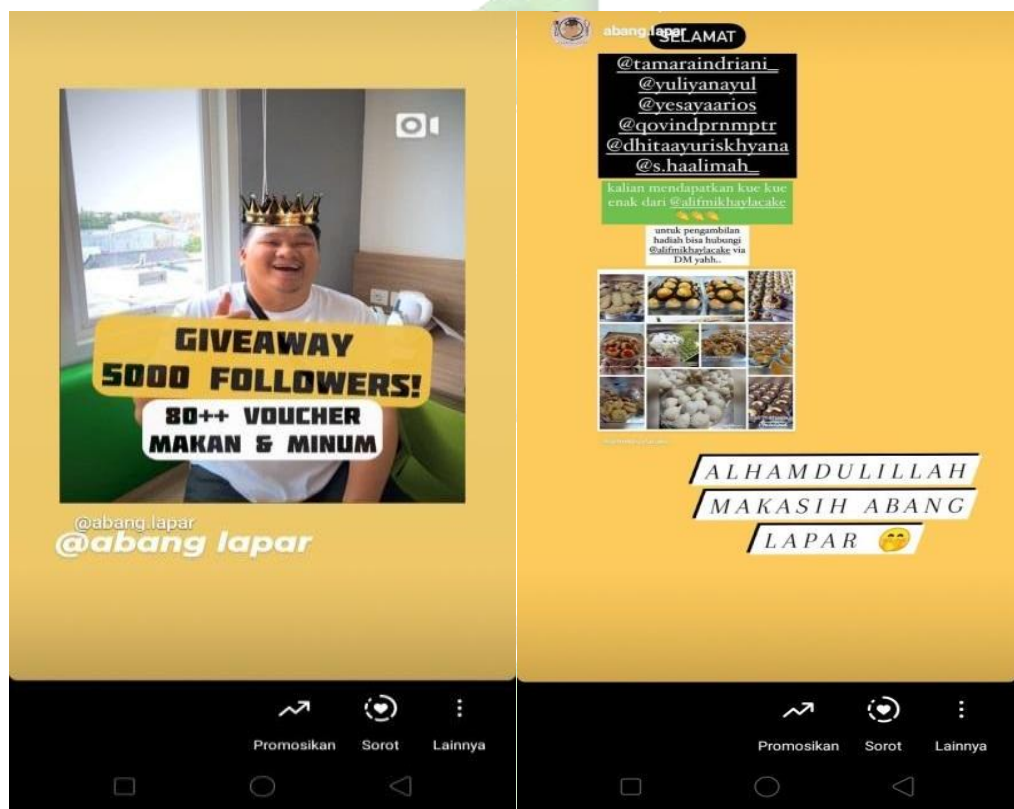 GIVEAWAY
5000 FOLLOWERS!
80++ VOUCHER
MAKAN & MINUM
@abang.lapar
@abang lapar
Promosikan
Sorot
Lainnya
abang.lapar
SELAMAT
@tamaraindriani_
@yuliyanayul
@yesayaarios
@qovindprnmptr
@dhitaayuriskhyana
@s.haalimah_
kalian mendapatkan kue kue
enak dari @alifmikhaylacake
untuk pengambilan
hadiah bisa hubungi
@alifmikhaylacake via
DM yahh..
ALHAMDULILLAH
MAKASIH ABANG
LAPAR
Promosikan
Sorot
Lainnya